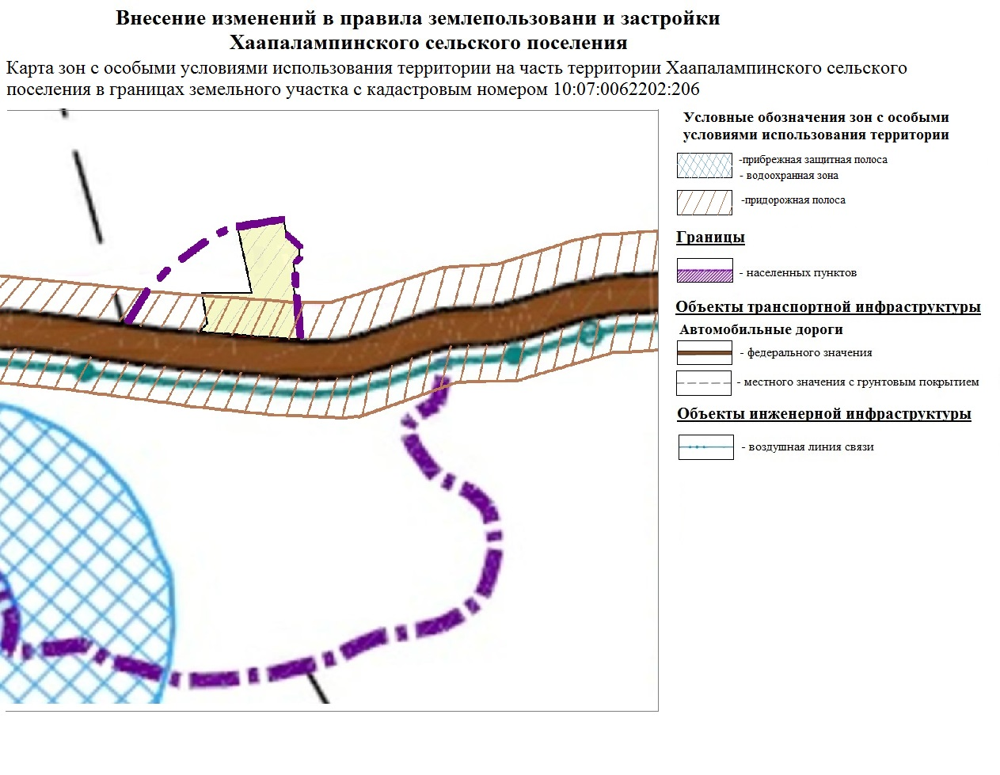 Внесение изменений в правила землепользовани и застройки
Хаапалампинского сельского поселения
Карта зон с особыми условиями использования территории на часть территории Хаапалампинского сельского
поселения в границах земельного участка с кадастровым номером 10:07:0062202:206
Условные обозначения зон с особыми
условиями использования территории
-прибрежная защитная полоса
- водоохранная зона
-придорожная полоса
Границы
- населенных пунктов
Объекты транспортной инфраструктуры
Автомобильные дороги
- федерального значения
- местного значения с грунтовым покрытием
Объекты инженерной инфраструктуры
- воздушная линия связи